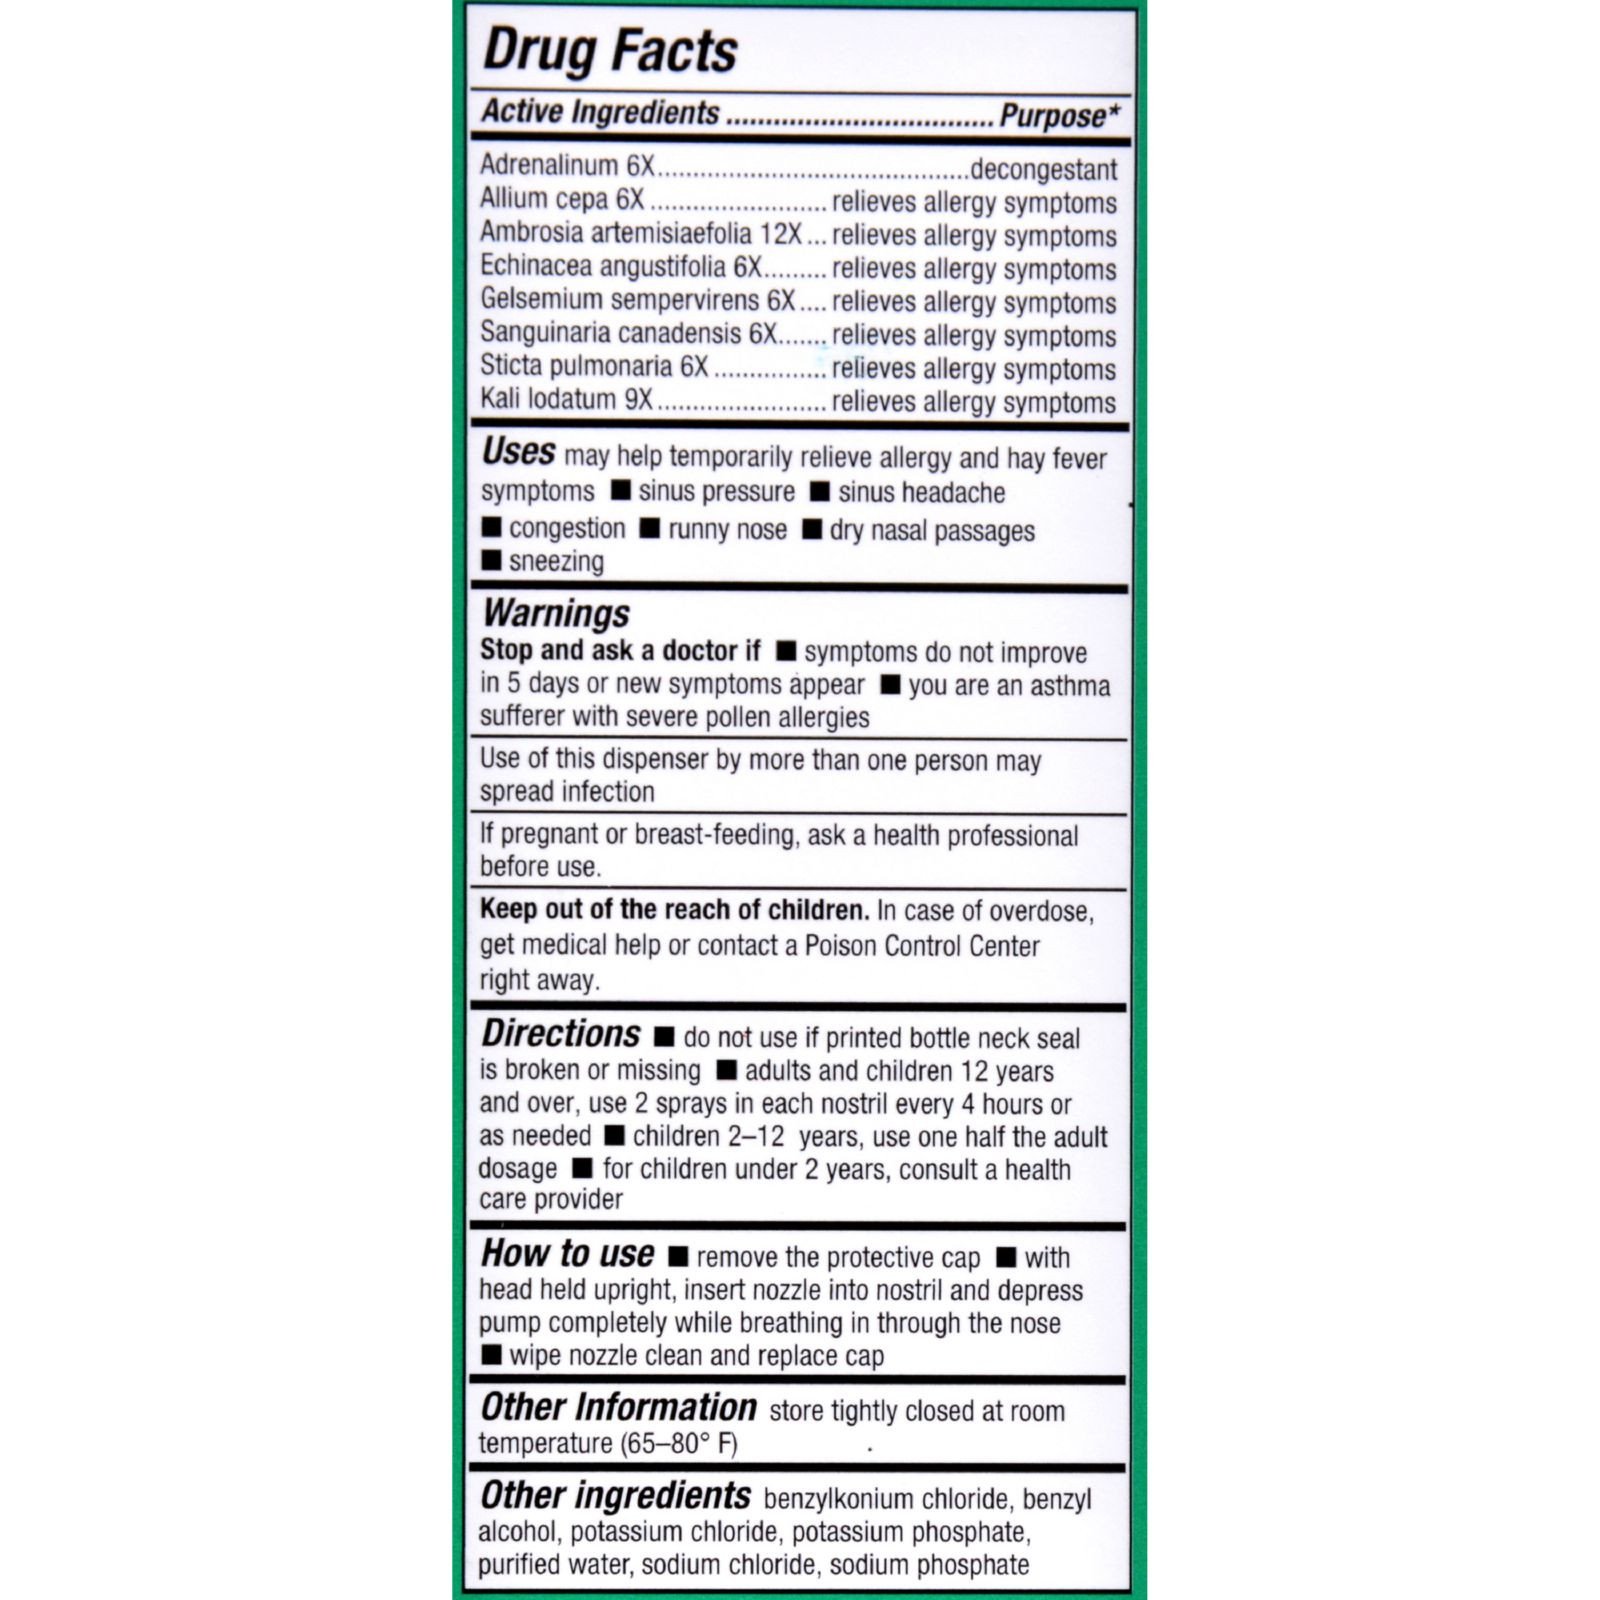 Drug Facts
Active Ingredients ................................. Purpose*
Adrenalinum 6X............................................decongestant
Allium cepa 6X ......................... relieves allergy symptoms
Ambrosia artemisiaefolia 12X ... relieves allergy symptoms
Echinacea angustifolia 6X......... relieves allergy symptoms
Gelsemium sempervirens 6X .... relieves allergy symptoms
Sanguinaria canadensis 6X....... relieves allergy symptoms
Sticta pulmonaria 6X ................ relieves allergy symptoms
Kali Iodatum 9X ........................ relieves allergy symptoms
Uses may help temporarily relieve allergy and hay fever
symptoms ■ sinus pressure ■ sinus headache
■ congestion ■ runny nose ■ dry nasal passages
■ sneezing
Warnings
Stop and ask a doctor if ■ symptoms do not improve
in 5 days or new symptoms appear ■ you are an asthma
sufferer with severe pollen allergies
Use of this dispenser by more than one person may
spread infection
If pregnant or breast-feeding, ask a health professional
before use.
Keep out of the reach of children. In case of overdose,
get medical help or contact a Poison Control Center
right away.
Directions ■ do not use if printed bottle neck seal
is broken or missing ■ adults and children 12 years
and over, use 2 sprays in each nostril every 4 hours or
as needed ■ children 2–12 years, use one half the adult
dosage ■ for children under 2 years, consult a health
care provider
How to use ■ remove the protective cap ■ with
head held upright, insert nozzle into nostril and depress
pump completely while breathing in through the nose
■ wipe nozzle clean and replace cap
Other Information store tightly closed at room
temperature (65–80° F)
Other ingredients benzylkonium chloride, benzyl
alcohol, potassium chloride, potassium phosphate,
purified water, sodium chloride, sodium phosphate